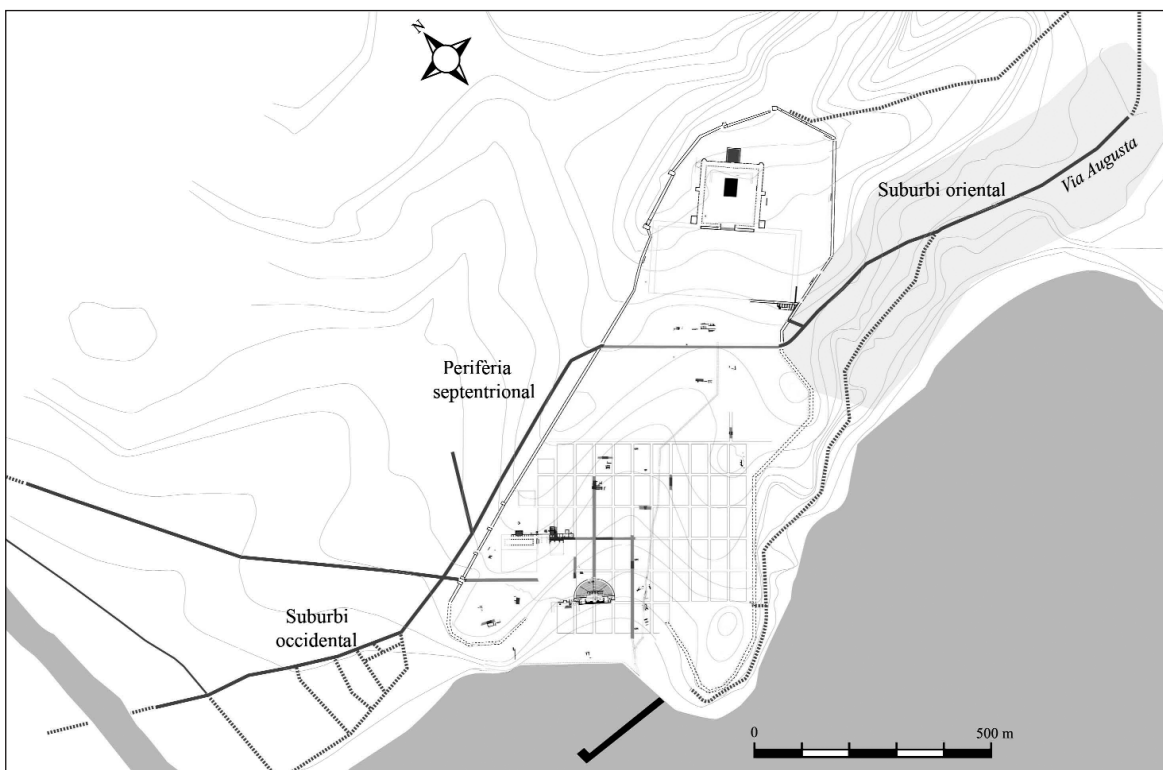 N
Suburbi oriental
Via Augusta
Perifèria
septentrional
Suburbi
occidental
0
500 m